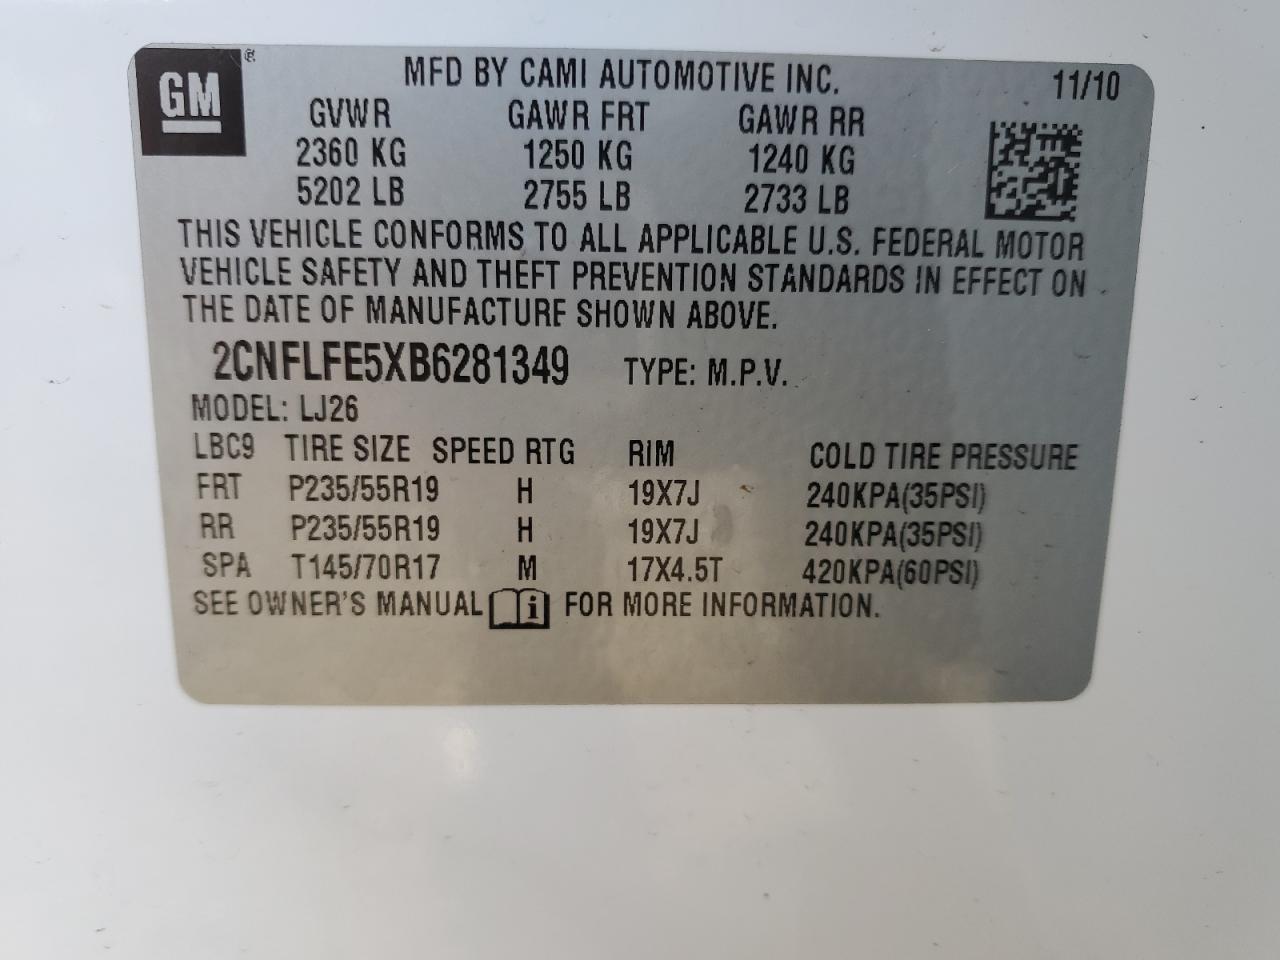 GM ®
MFD BY CAMI AUTOMOTIVE INC. 11/10
GVWR GAWR FRT GAWR RR
2360 KG 1250 KG 1240 KG
5202 LB 2755 LB 2733 LB
THIS VEHICLE CONFORMS TO ALL APPLICABLE U.S. FEDERAL MOTOR
VEHICLE SAFETY AND THEFT PREVENTION STANDARDS IN EFFECT ON
THE DATE OF MANUFACTURE SHOWN ABOVE.
2CNFLFE5XB6281349 TYPE: M.P.V.
MODEL: LJ26
LBC9 TIRE SIZE SPEED RTG RIM COLD TIRE PRESSURE
FRT P235/55R19 H 19X7J 240KPA(35PSI)
RR P235/55R19 H 19X7J 240KPA(35PSI)
SPA T145/70R17 M 17X4.5T 420KPA(60PSI)
SEE OWNER'S MANUAL i FOR MORE INFORMATION.